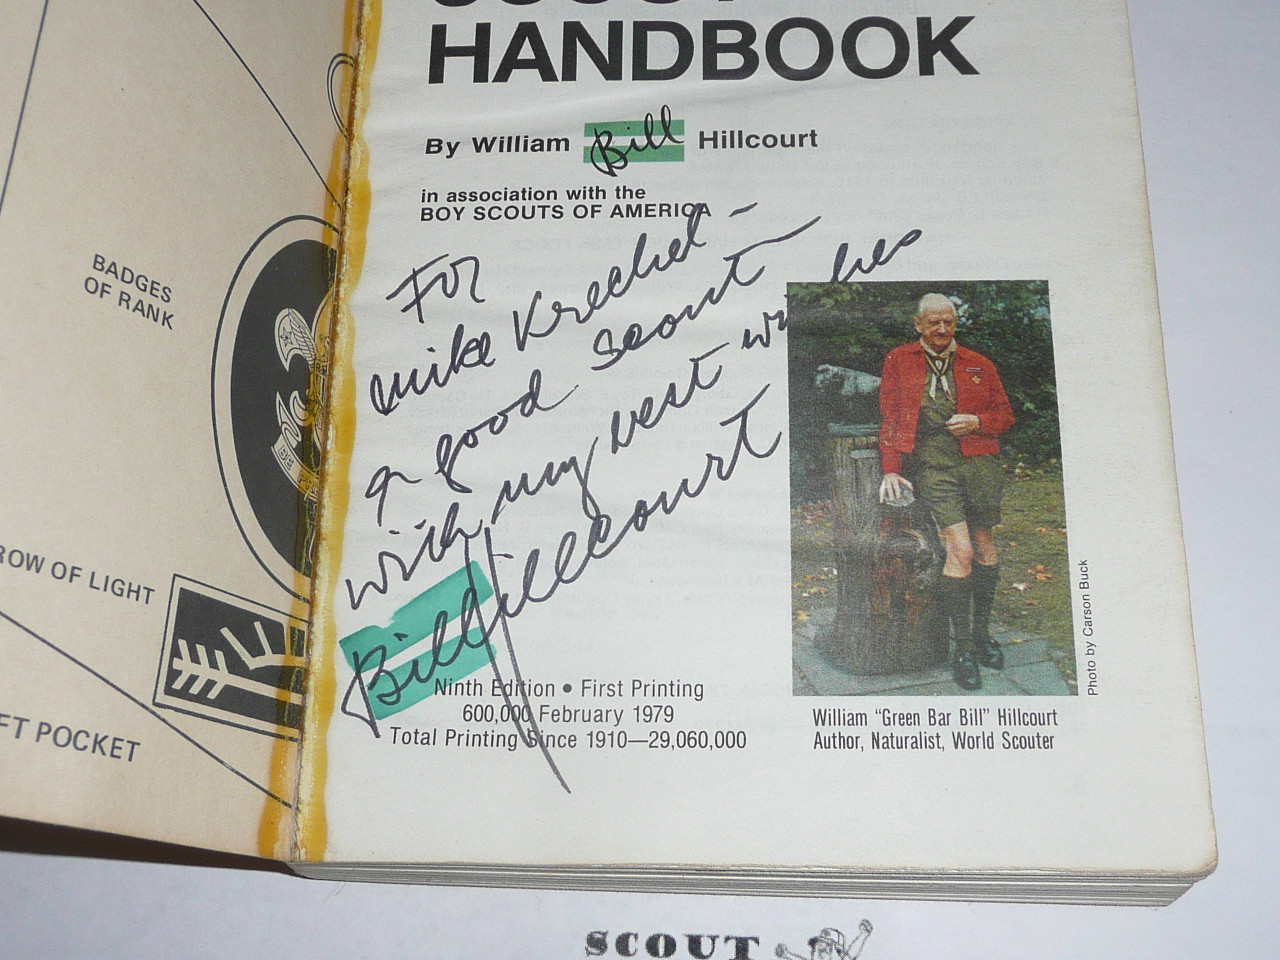 HANDBOOK
By William Bill Hillcourt
in association with the
BOY SCOUTS OF AMERICA
For
Mike Krechel -
a good scout -
with my best wishes
Bill Hillcourt
Ninth Edition • First Printing
600,000 February 1979
Total Printing Since 1910—29,060,000
Photo by Carson Buck
William "Green Bar Bill" Hillcourt
Author, Naturalist, World Scouter
BADGES
OF RANK
ROW OF LIGHT
FT POCKET
BE PRE
SCOUT